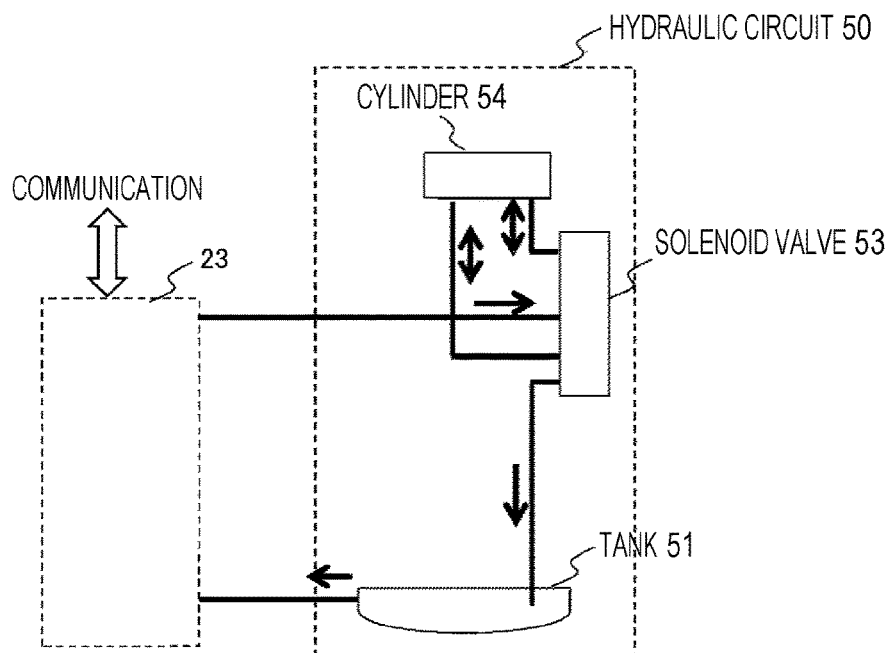 HYDRAULIC CIRCUIT 50
CYLINDER 54
COMMUNICATION
23
SOLENOID VALVE 53
TANK 51